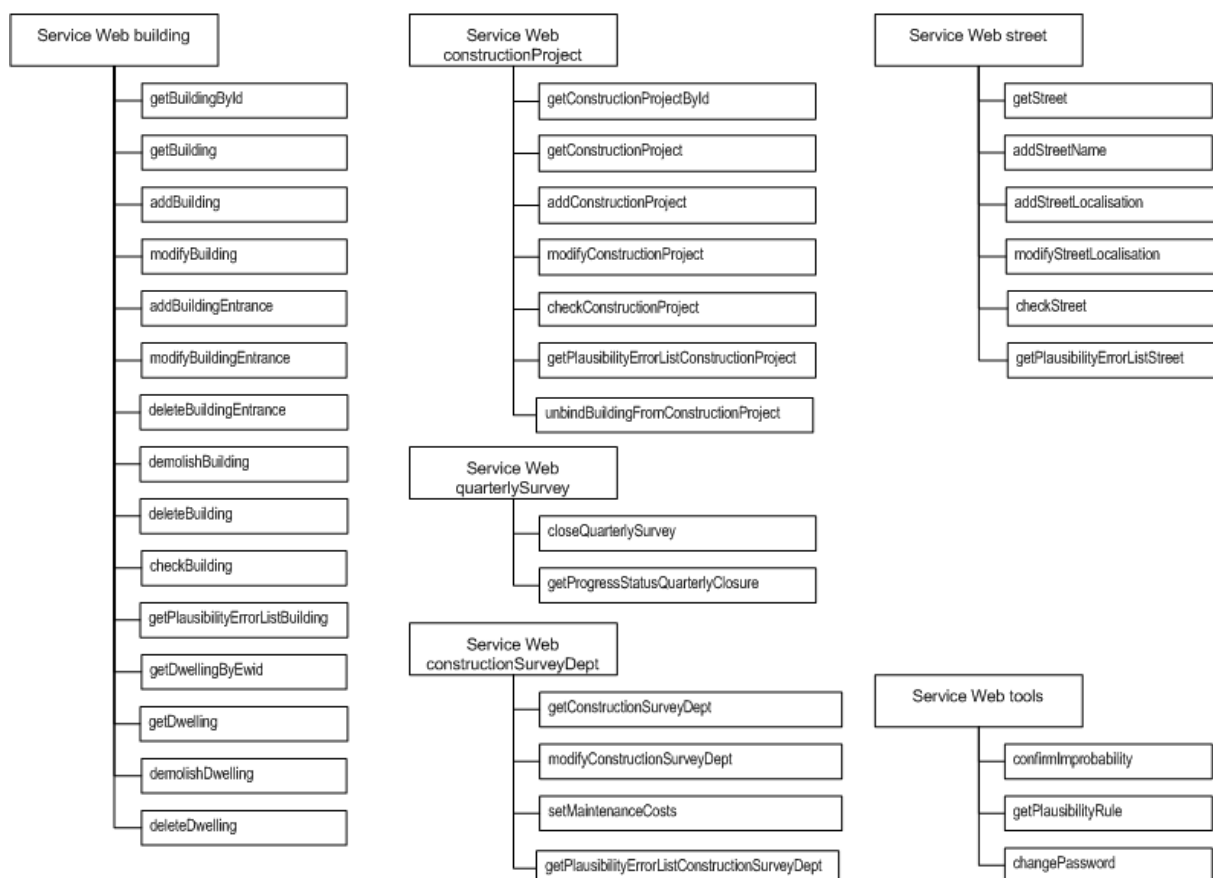 Service Web building
getBuildingById
getBuilding
addBuilding
modifyBuilding
addBuildingEntrance
modifyBuildingEntrance
deleteBuildingEntrance
demolishBuilding
deleteBuilding
checkBuilding
getPlausibilityErrorListBuilding
getDwellingByEwid
getDwelling
demolishDwelling
deleteDwelling
Service Web
constructionProject
getConstructionProjectById
getConstructionProject
addConstructionProject
modifyConstructionProject
checkConstructionProject
getPlausibilityErrorListConstructionProject
unbindBuildingFromConstructionProject
Service Web
quarterlySurvey
closeQuarterlySurvey
getProgressStatusQuarterlyClosure
Service Web
constructionSurveyDept
getConstructionSurveyDept
modifyConstructionSurveyDept
setMaintenanceCosts
getPlausibilityErrorListConstructionSurveyDept
Service Web street
getStreet
addStreetName
addStreetLocalisation
modifyStreetLocalisation
checkStreet
getPlausibilityErrorListStreet
Service Web tools
confirmImprobability
getPlausibilityRule
changePassword